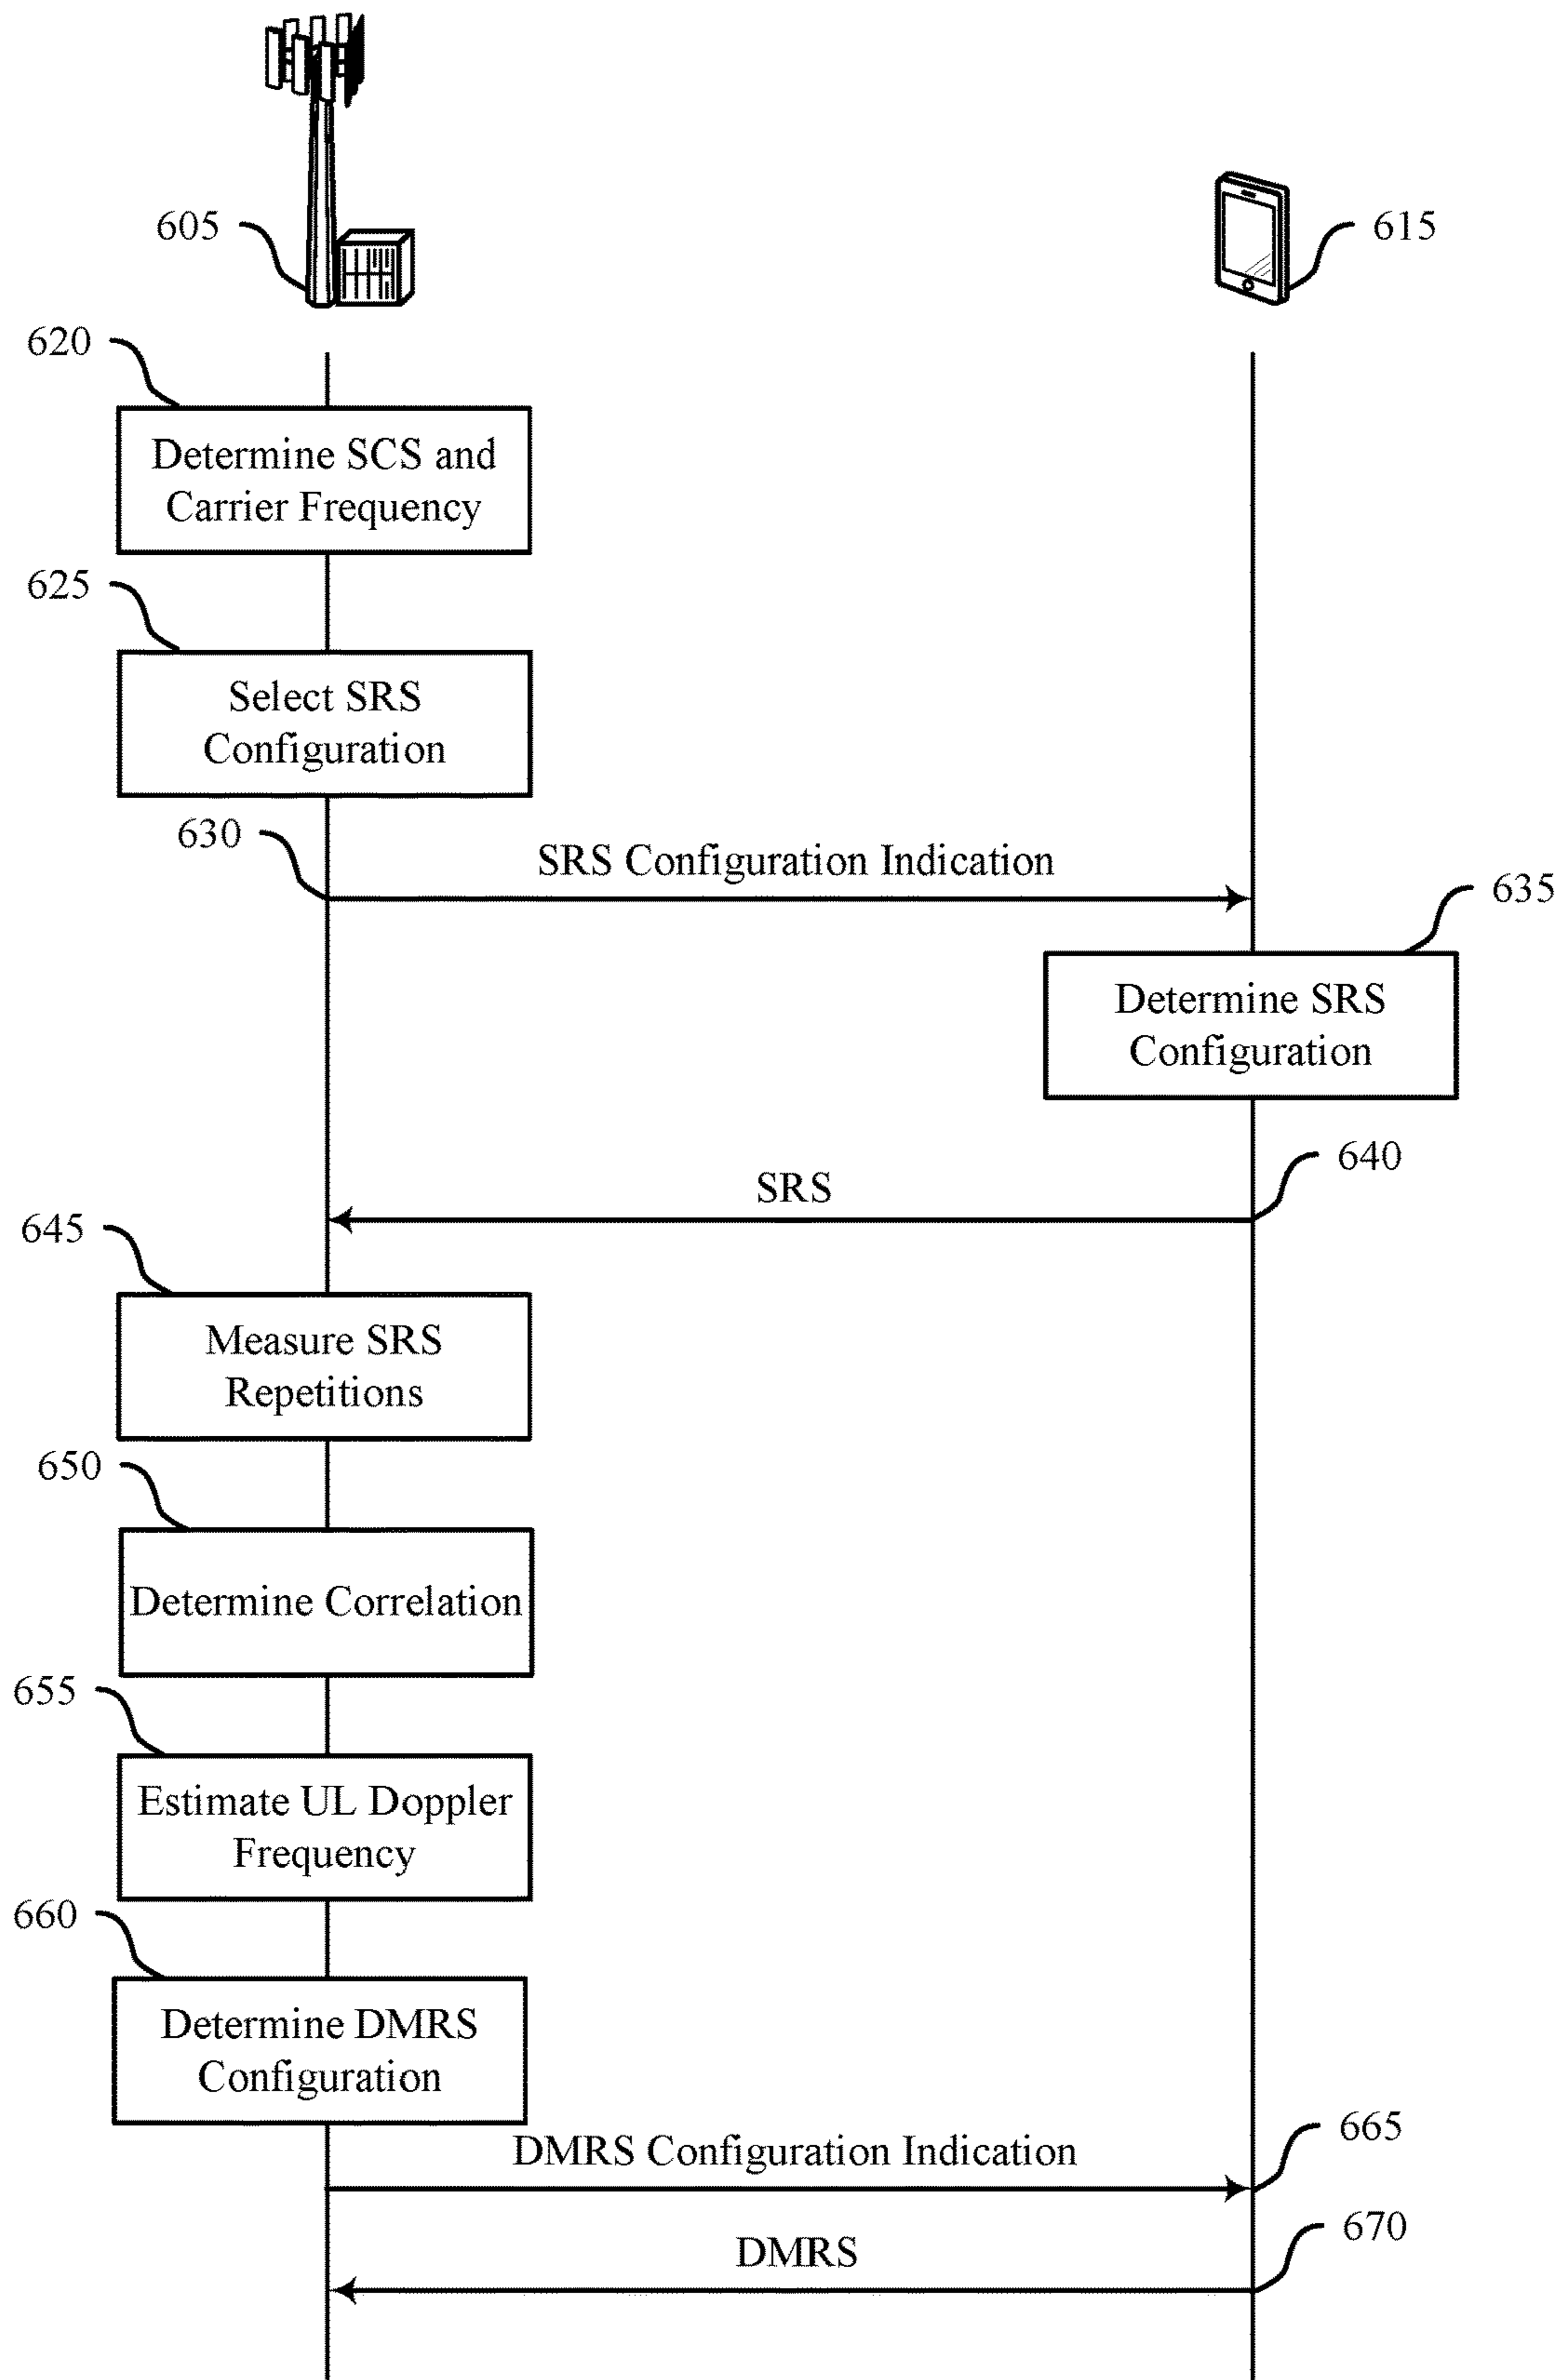 605
615
620
Determine SCS and
Carrier Frequency
625
Select SRS
Configuration
630
SRS Configuration Indication
635
Determine SRS
Configuration
640
SRS
645
Measure SRS
Repetitions
650
Determine Correlation
655
Estimate UL Doppler
Frequency
660
Determine DMRS
Configuration
665
DMRS Configuration Indication
670
DMRS